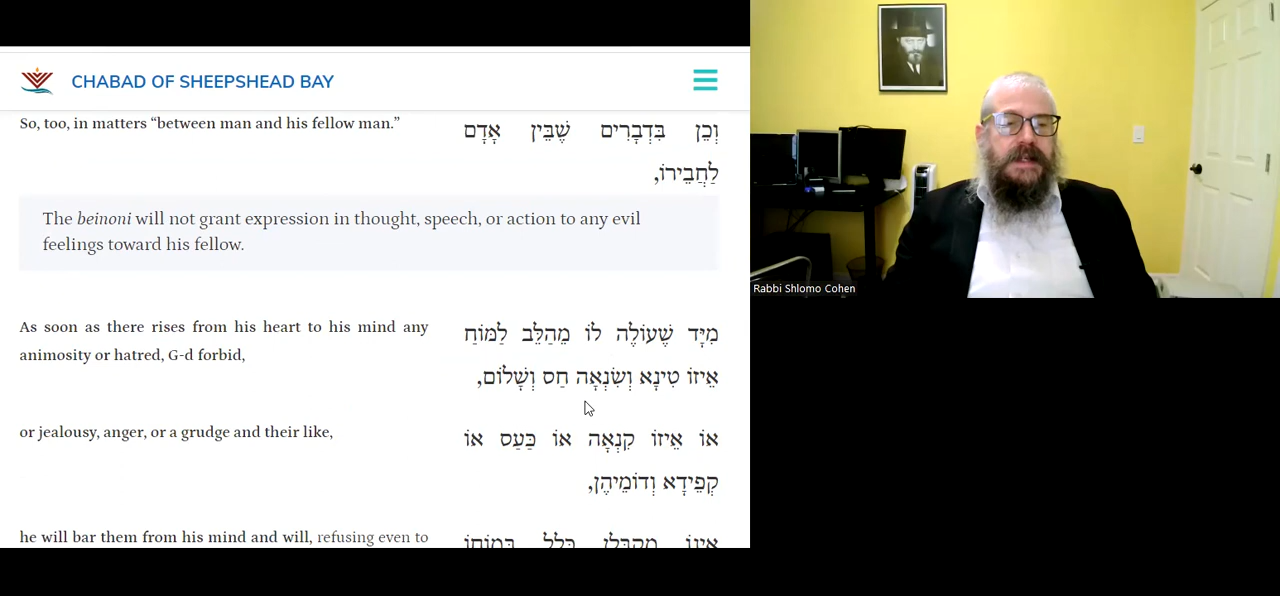 CHABAD OF SHEEPSHEAD BAY
So, too, in matters “between man and his fellow man.”
וְכֵן בִּדְבָרִים שֶׁבֵּין אָדָם
לַחֲבֵירוֹ,
The beinoni will not grant expression in thought, speech, or action to any evil
feelings toward his fellow.
As soon as there rises from his heart to his mind any
animosity or hatred, G-d forbid,
מִיָּד שֶׁעוֹלֶה לוֹ מֵהַלֵּב לַמּוֹחַ
אֵיזוֹ טִינָא וְשִׂנְאָה חַס וְשָׁלוֹם,
or jealousy, anger, or a grudge and their like,
אוֹ אֵיזוֹ קִנְאָה אוֹ כַּעַס אוֹ
קְפֵידָא וְדוֹמֵיהֶן,
he will bar them from his mind and will, refusing even to
אֵינוֹ מְקַבְּלָן כְּלָל בְּמוֹחוֹ
Rabbi Shlomo Cohen